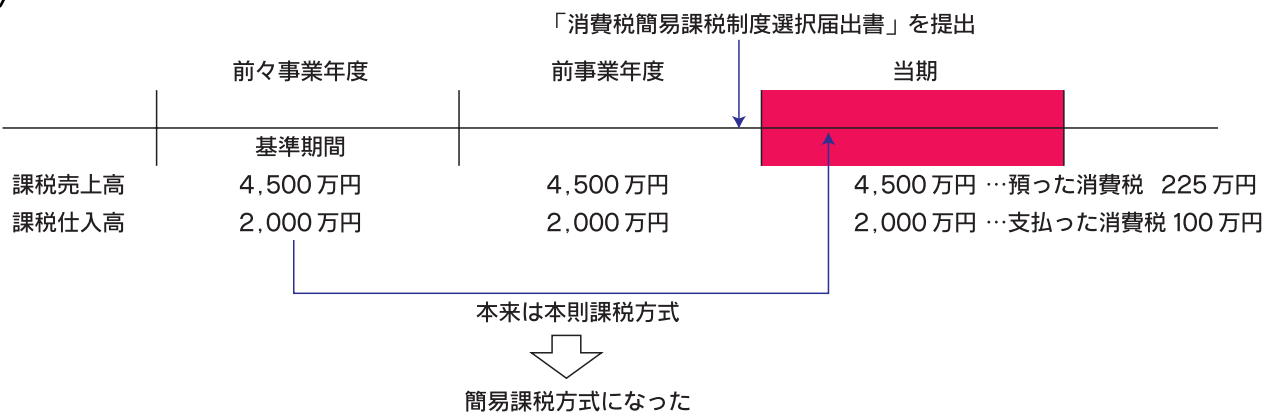 「消費税簡易課税制度選択届出書」を提出
前々事業年度 前事業年度 当期
基準期間
課税売上高 4,500万円 4,500万円 4,500万円 …預った消費税 225万円
課税仕入高 2,000万円 2,000万円 2,000万円 …支払った消費税 100万円
本来は本則課税方式
簡易課税方式になった